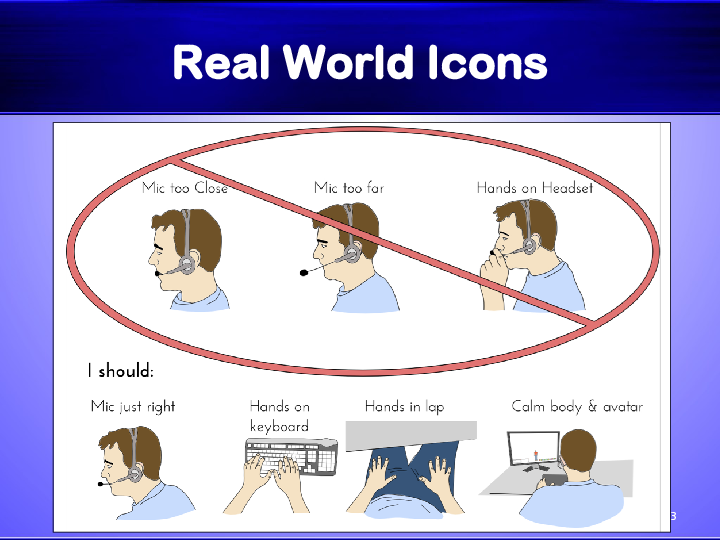 Real World Icons
Mic too Close
Mic too far
Hands on Headset
I should:
Mic just right
Hands on
keyboard
Hands in lap
Calm body & avatar
3